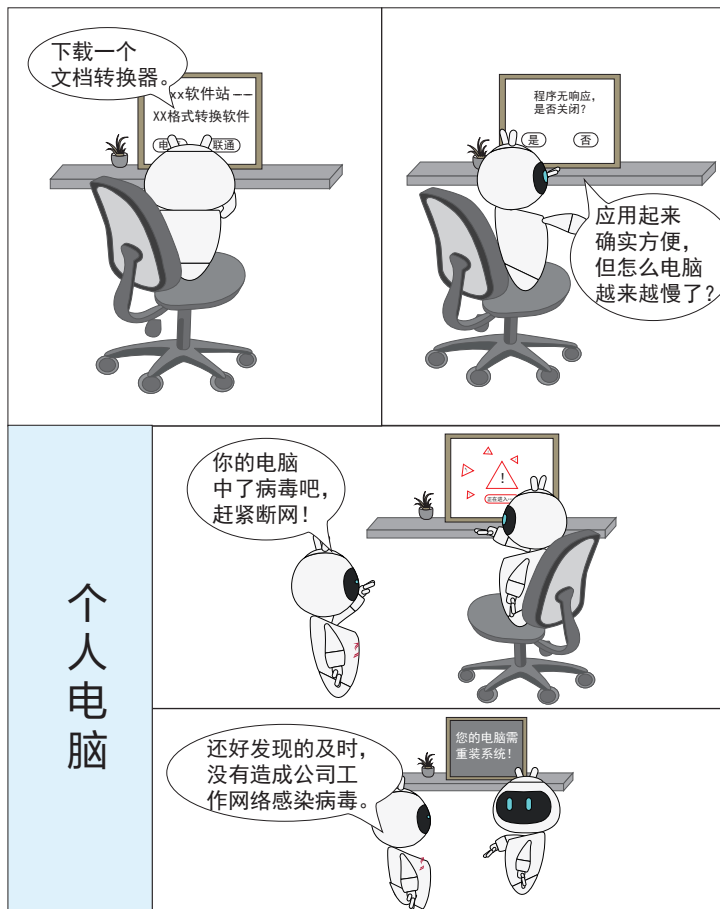 下载一个
文档转换器。
xx软件站——
XX格式转换软件
电
联通
程序无响应,
是否关闭?
是
否
应用起来
确实方便,
但怎么电脑
越来越慢了?
你的电脑
中了病毒吧,
赶紧断网!
!
个人电脑
您的电脑需
重装系统!
还好发现的及时,
没有造成公司工
作网络感染病毒。